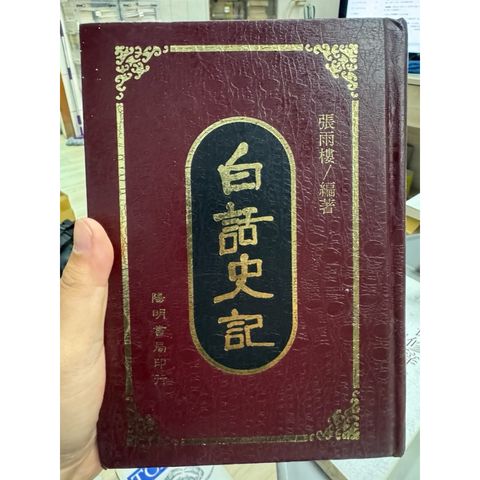 張雨樓/編著
白話史記
陽明書局印行